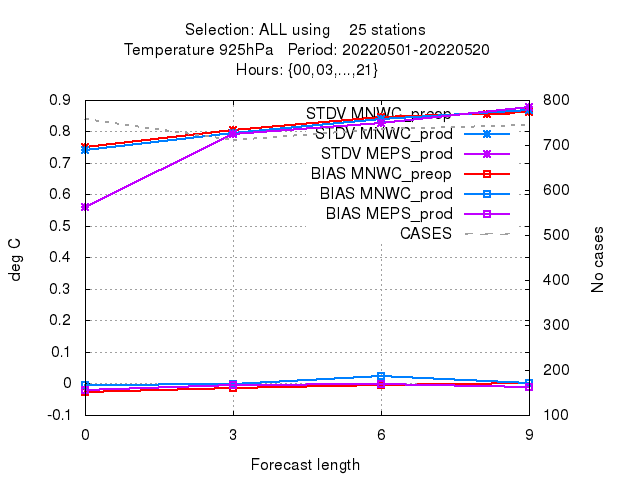 Selection: ALL using 25 stations
Temperature 925hPa Period: 20220501-20220520
Hours: {00,03,...,21}
0.9
0.8
0.7
0.6
0.5
0.4
0.3
0.2
0.1
0
-0.1
deg C
STDV MNWC_preop
STDV MNWC_prod
STDV MEPS_prod
BIAS MNWC_preop
BIAS MNWC_prod
BIAS MEPS_prod
CASES
800
700
600
500
400
300
200
100
No cases
0 3 6 9
Forecast length